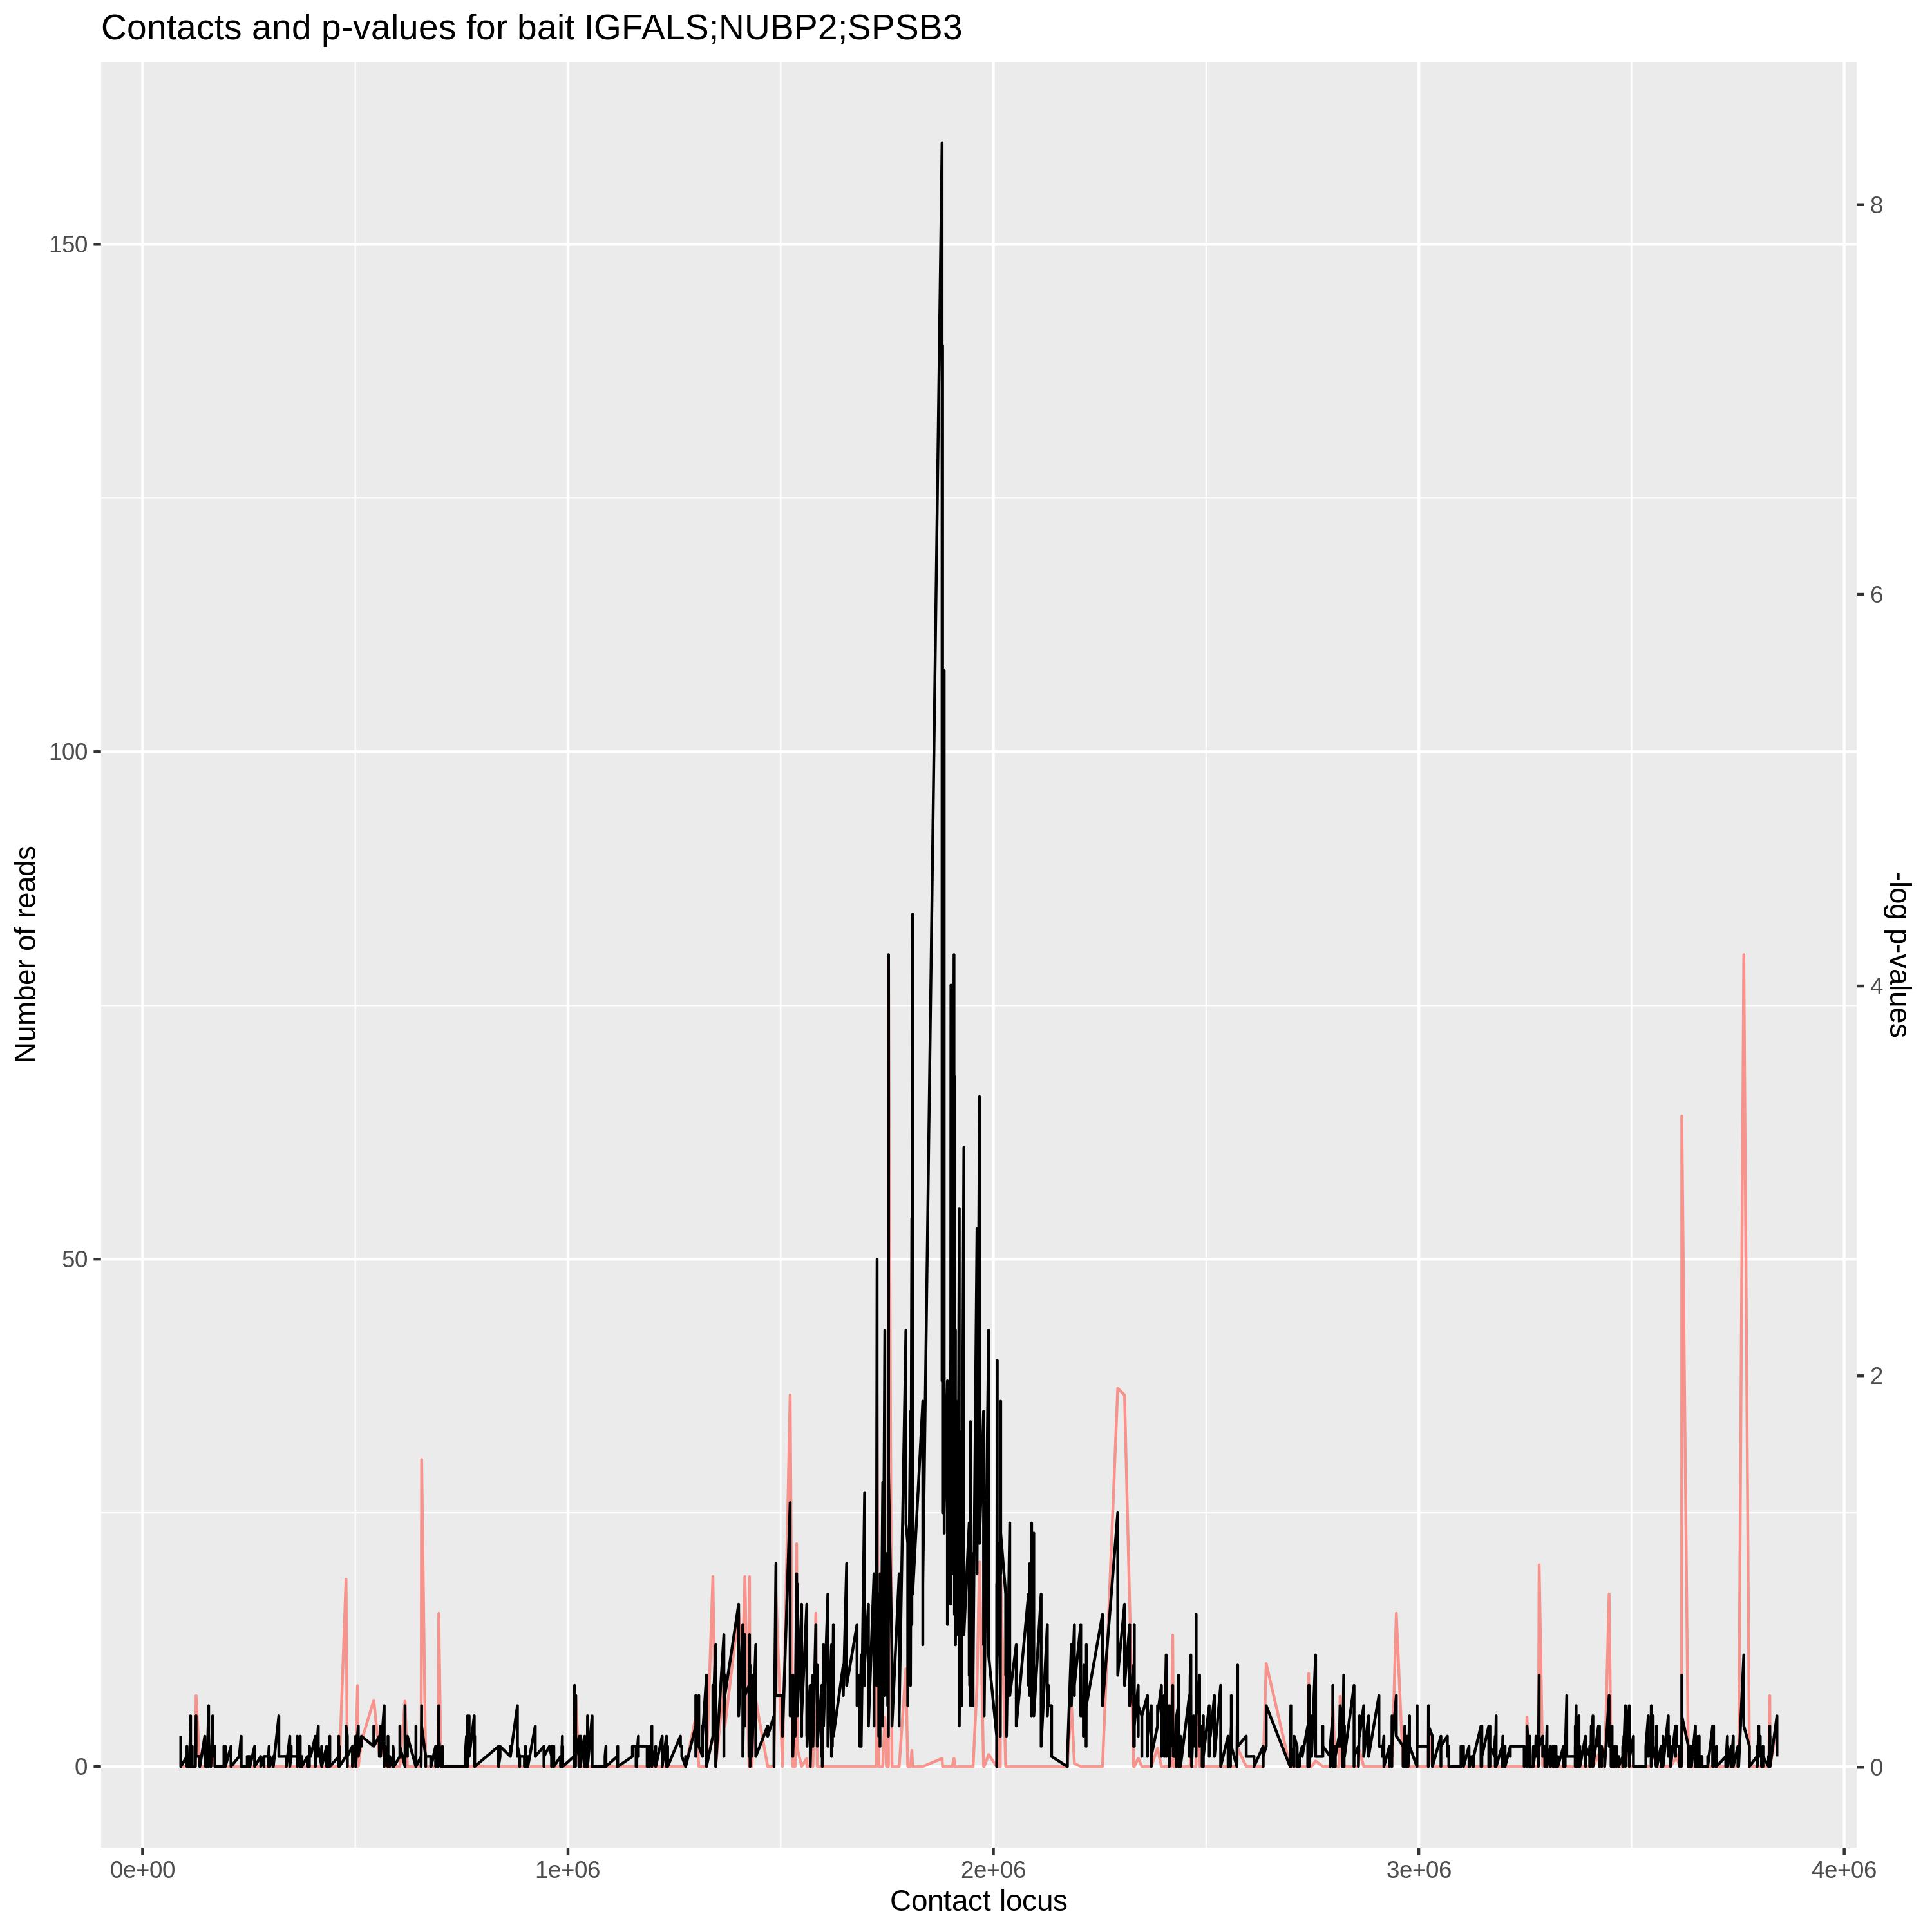 Contacts and p-values for bait IGFALS;NUBP2;SPSB3
150
100
50
0
Number of reads
8
6
4
2
0
-log p-values
0e+00
1e+06
2e+06
3e+06
4e+06
Contact locus